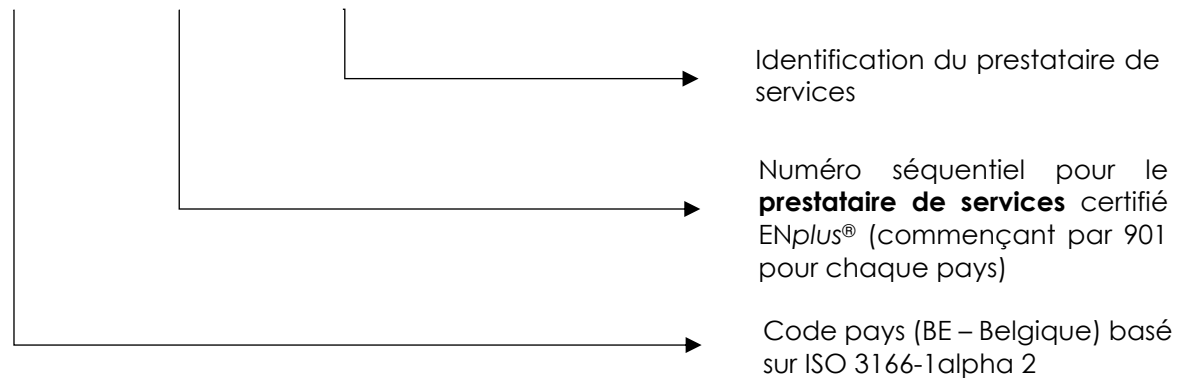 Identification du prestataire de
services
Numéro séquentiel pour le
prestataire de services certifié
ENplus® (commençant par 901
pour chaque pays)
Code pays (BE – Belgique) basé
sur ISO 3166-1alpha 2